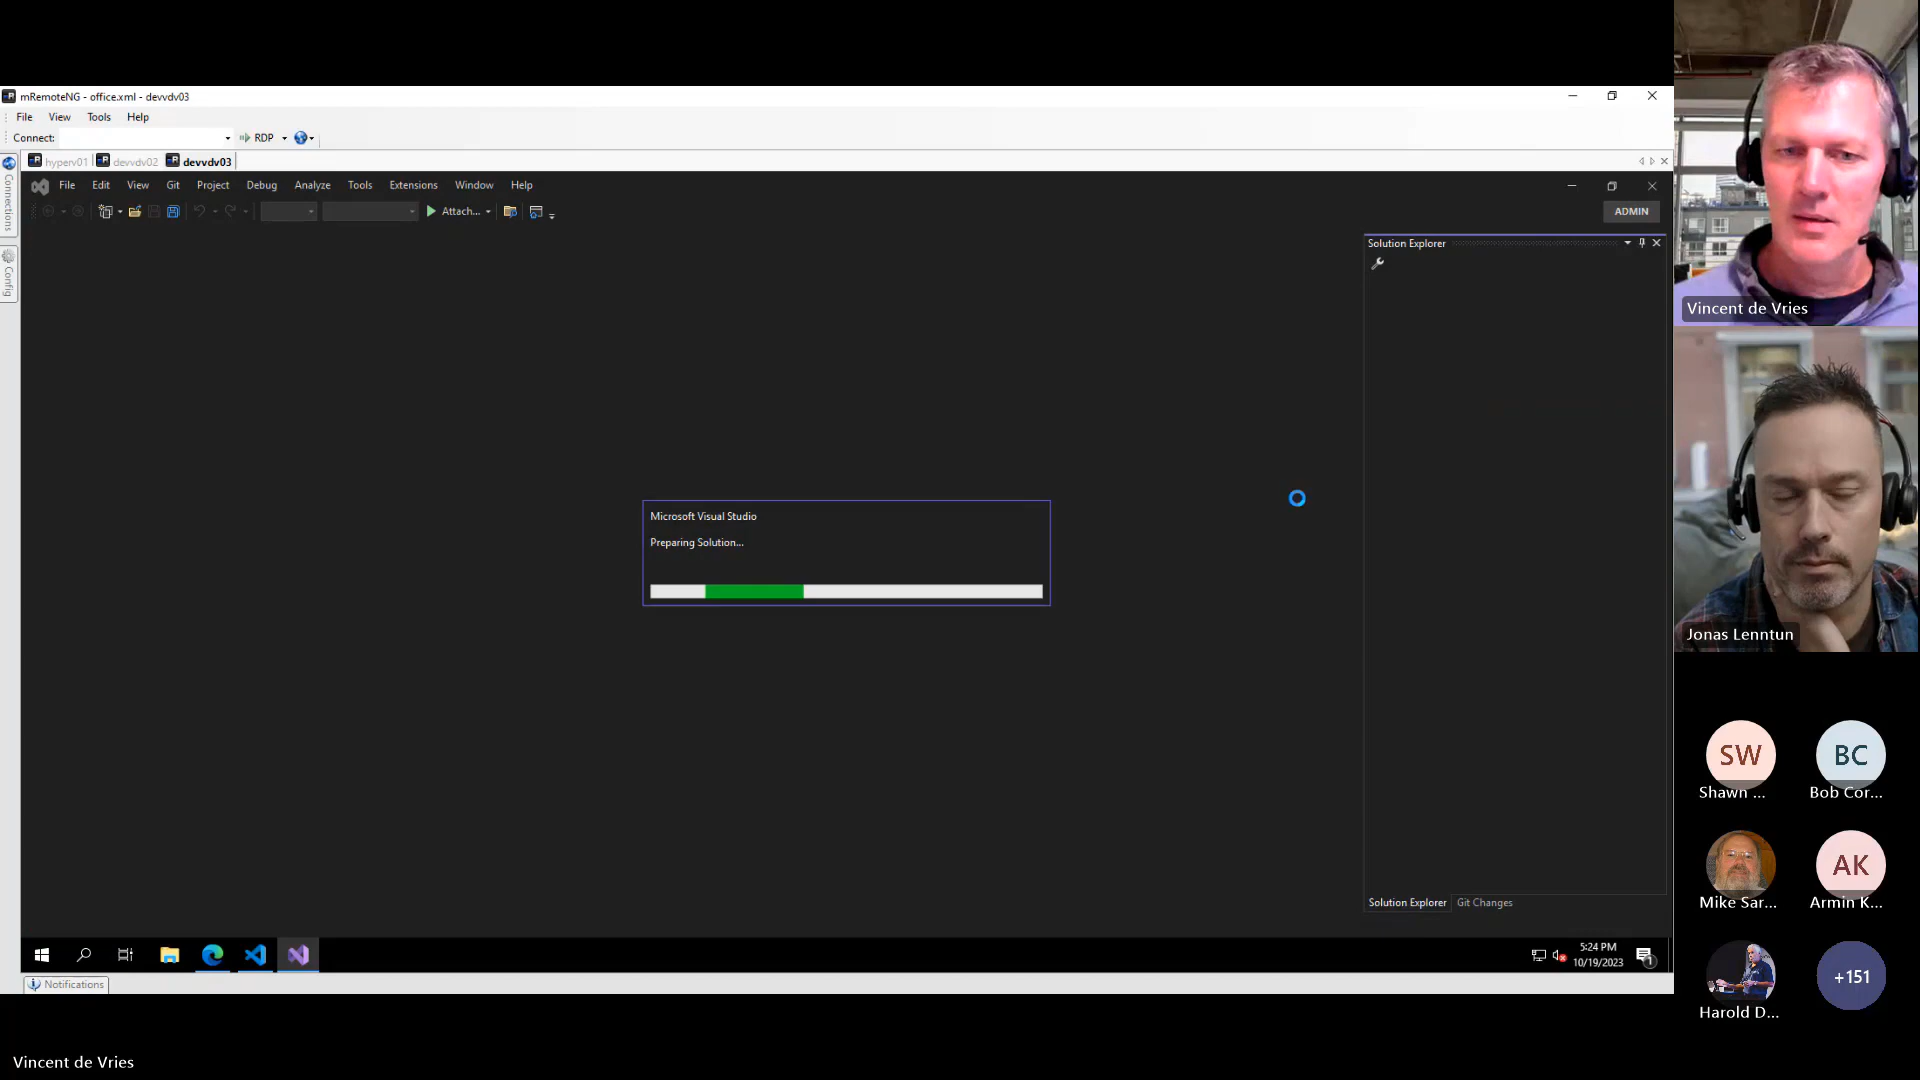 mRemoteNG - office.xml - devvdv03
File View Tools Help
Connect: RDP
hyperv01 devvdv02 devvdv03
Connections
Config
File Edit View Git Project Debug Analyze Tools Extensions Window Help
Attach...
ADMIN
Solution Explorer
Microsoft Visual Studio
Preparing Solution...
Solution Explorer Git Changes
5:24 PM
10/19/2023
1
Notifications
Vincent de Vries
Vincent de Vries
Jonas Lenntun
SW
Shawn ...
BC
Bob Cor...
Mike Sar...
AK
Armin K...
Harold D...
+151